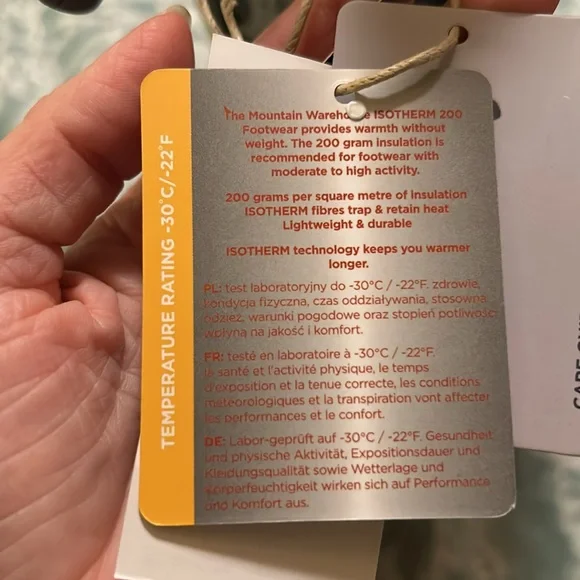 TEMPERATURE RATING -30°C/-22°F
The Mountain Warehouse ISOTHERM 200
Footwear provides warmth without
weight. The 200 gram insulation is
recommended for footwear with
moderate to high activity.
200 grams per square metre of insulation
ISOTHERM fibres trap & retain heat
Lightweight & durable
ISOTHERM technology keeps you warmer
longer.
PL: test laboratoryjny do -30°C / -22°F. zdrowie,
kondycja fizyczna, czas oddziaływania, stosowna
odzież, warunki pogodowe oraz stopień potliwości
wpłyną na jakość i komfort.
FR: testé en laboratoire à -30°C / -22°F.
la santé et l'activité physique, le temps
d'exposition et la tenue correcte, les conditions
météorologiques et la transpiration vont affecter
les performances et le confort.
DE: Labor-geprüft auf -30°C / -22°F. Gesundheit
und physische Aktivität, Expositionsdauer und
Kleidungsqualität sowie Wetterlage und
Körperfeuchtigkeit wirken sich auf Performance
und Komfort aus.
CARE